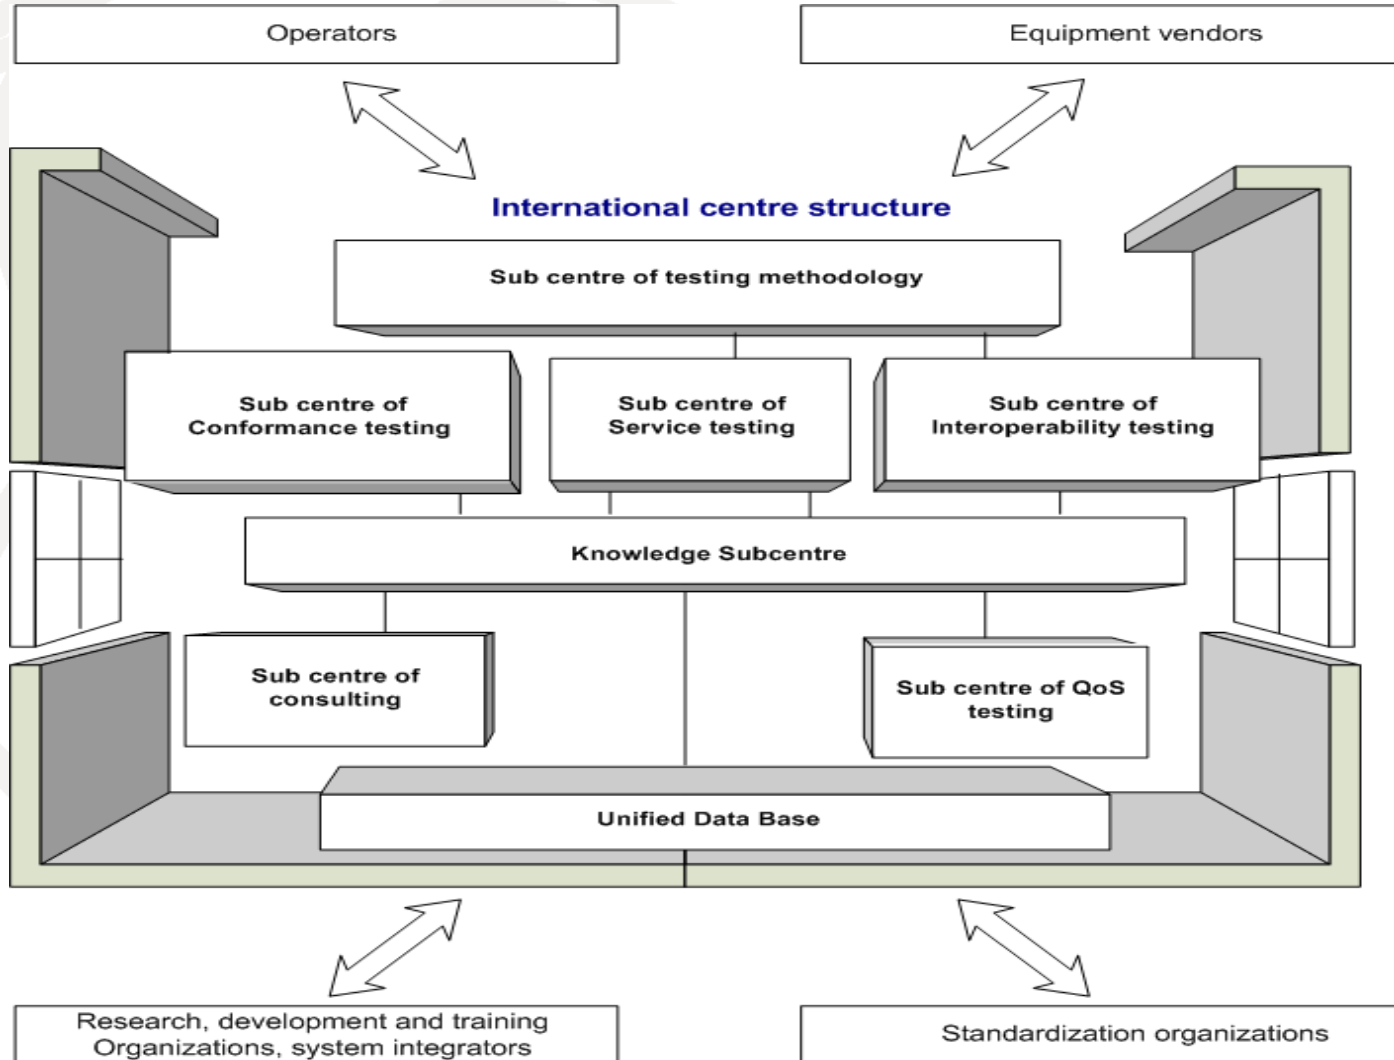 Operators
Equipment vendors
International centre structure
Sub centre of testing methodology
Sub centre of
Conformance testing
Sub centre of
Service testing
Sub centre of
Interoperability testing
Knowledge Subcentre
Sub centre of
consulting
Sub centre of QoS
testing
Unified Data Base
Research, development and training
Organizations, system integrators
Standardization organizations